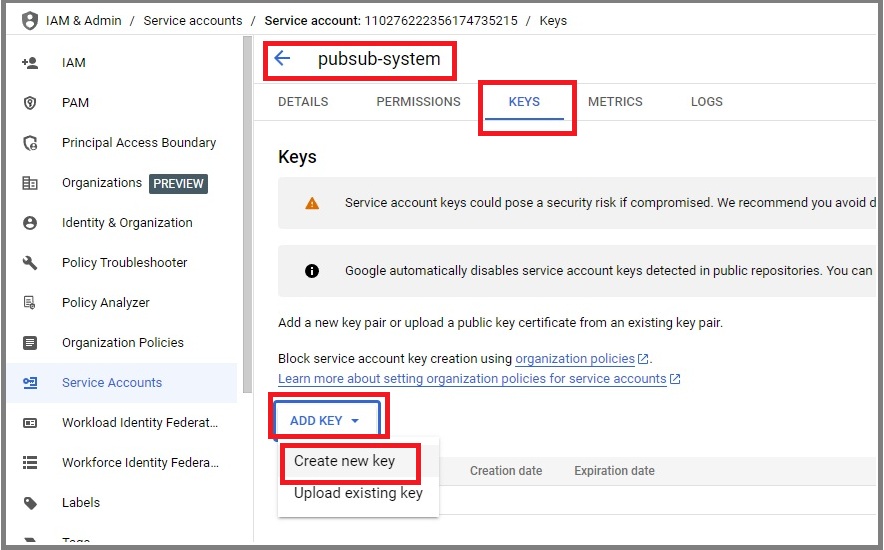 IAM & Admin / Service accounts / Service account: 110276222356174735215 / Keys
IAM
PAM
Principal Access Boundary
Organizations PREVIEW
Identity & Organization
Policy Troubleshooter
Policy Analyzer
Organization Policies
Service Accounts
Workload Identity Federat...
Workforce Identity Federa...
Labels
Tags
pubsub-system
DETAILS PERMISSIONS KEYS METRICS LOGS
Keys
Service account keys could pose a security risk if compromised. We recommend you avoid d
Google automatically disables service account keys detected in public repositories. You can
Add a new key pair or upload a public key certificate from an existing key pair.
Block service account key creation using organization policies.
Learn more about setting organization policies for service accounts
ADD KEY
Create new key
Upload existing key
Creation date Expiration date